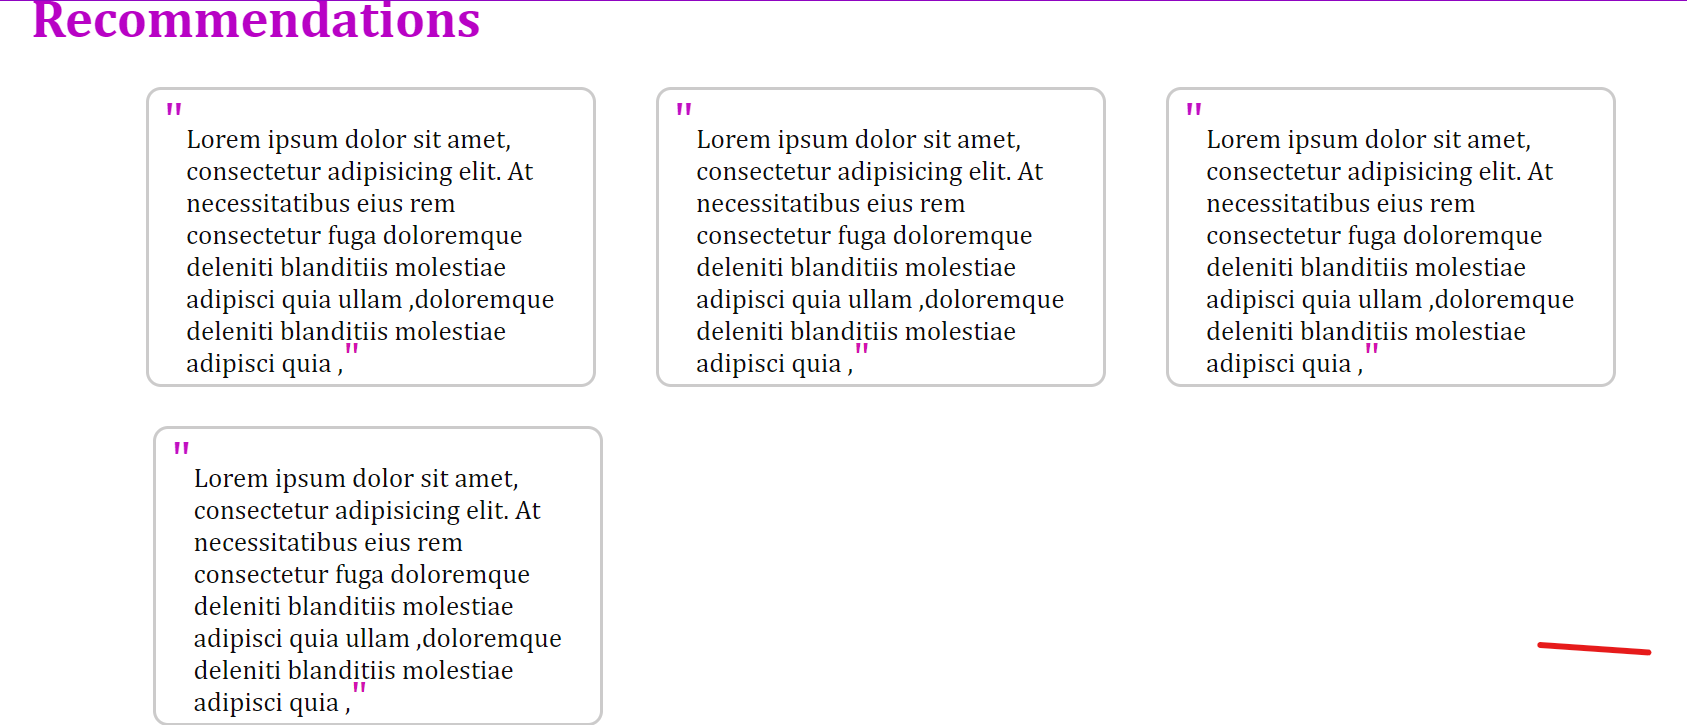 Recommendations
"
Lorem ipsum dolor sit amet,
consectetur adipisicing elit. At
necessitatibus eius rem
consectetur fuga doloremque
deleniti blanditiis molestiae
adipisci quia ullam ,doloremque
deleniti blanditiis molestiae
adipisci quia ,"
"
Lorem ipsum dolor sit amet,
consectetur adipisicing elit. At
necessitatibus eius rem
consectetur fuga doloremque
deleniti blanditiis molestiae
adipisci quia ullam ,doloremque
deleniti blanditiis molestiae
adipisci quia ,"
"
Lorem ipsum dolor sit amet,
consectetur adipisicing elit. At
necessitatibus eius rem
consectetur fuga doloremque
deleniti blanditiis molestiae
adipisci quia ullam ,doloremque
deleniti blanditiis molestiae
adipisci quia ,"
"
Lorem ipsum dolor sit amet,
consectetur adipisicing elit. At
necessitatibus eius rem
consectetur fuga doloremque
deleniti blanditiis molestiae
adipisci quia ullam ,doloremque
deleniti blanditiis molestiae
adipisci quia ,"